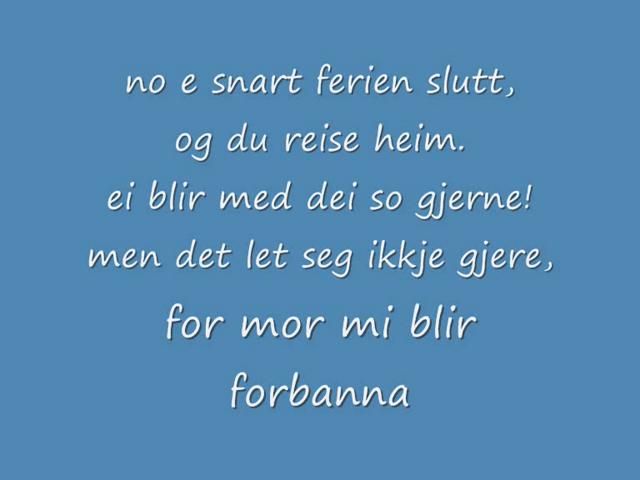 no e snart ferien slutt,
og du reise heim.
ei blir med dei so gjerne!
men det let seg ikkje gjere,
for mor mi blir
forbanna